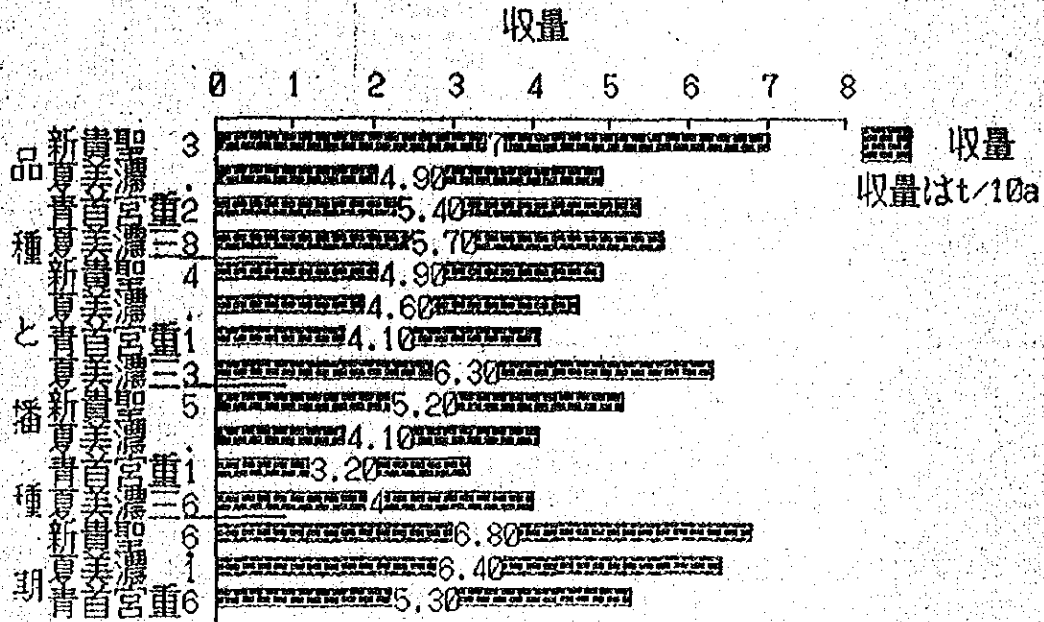 収量
0 1 2 3 4 5 6 7 8
品種と播種期
新貴聖 3 7
夏美濃 . 4.90
青首宮重2 5.40
夏美濃三8 5.70
新貴聖 4 4.90
夏美濃 . 4.60
青首宮重1 4.10
夏美濃三3 6.30
新貴聖 5 5.20
夏美濃 . 4.10
青首宮重1 3.20
夏美濃三6 4
新貴聖 6 6.80
夏美濃 1 6.40
青首宮重6 5.30
収量
収量はt/10a